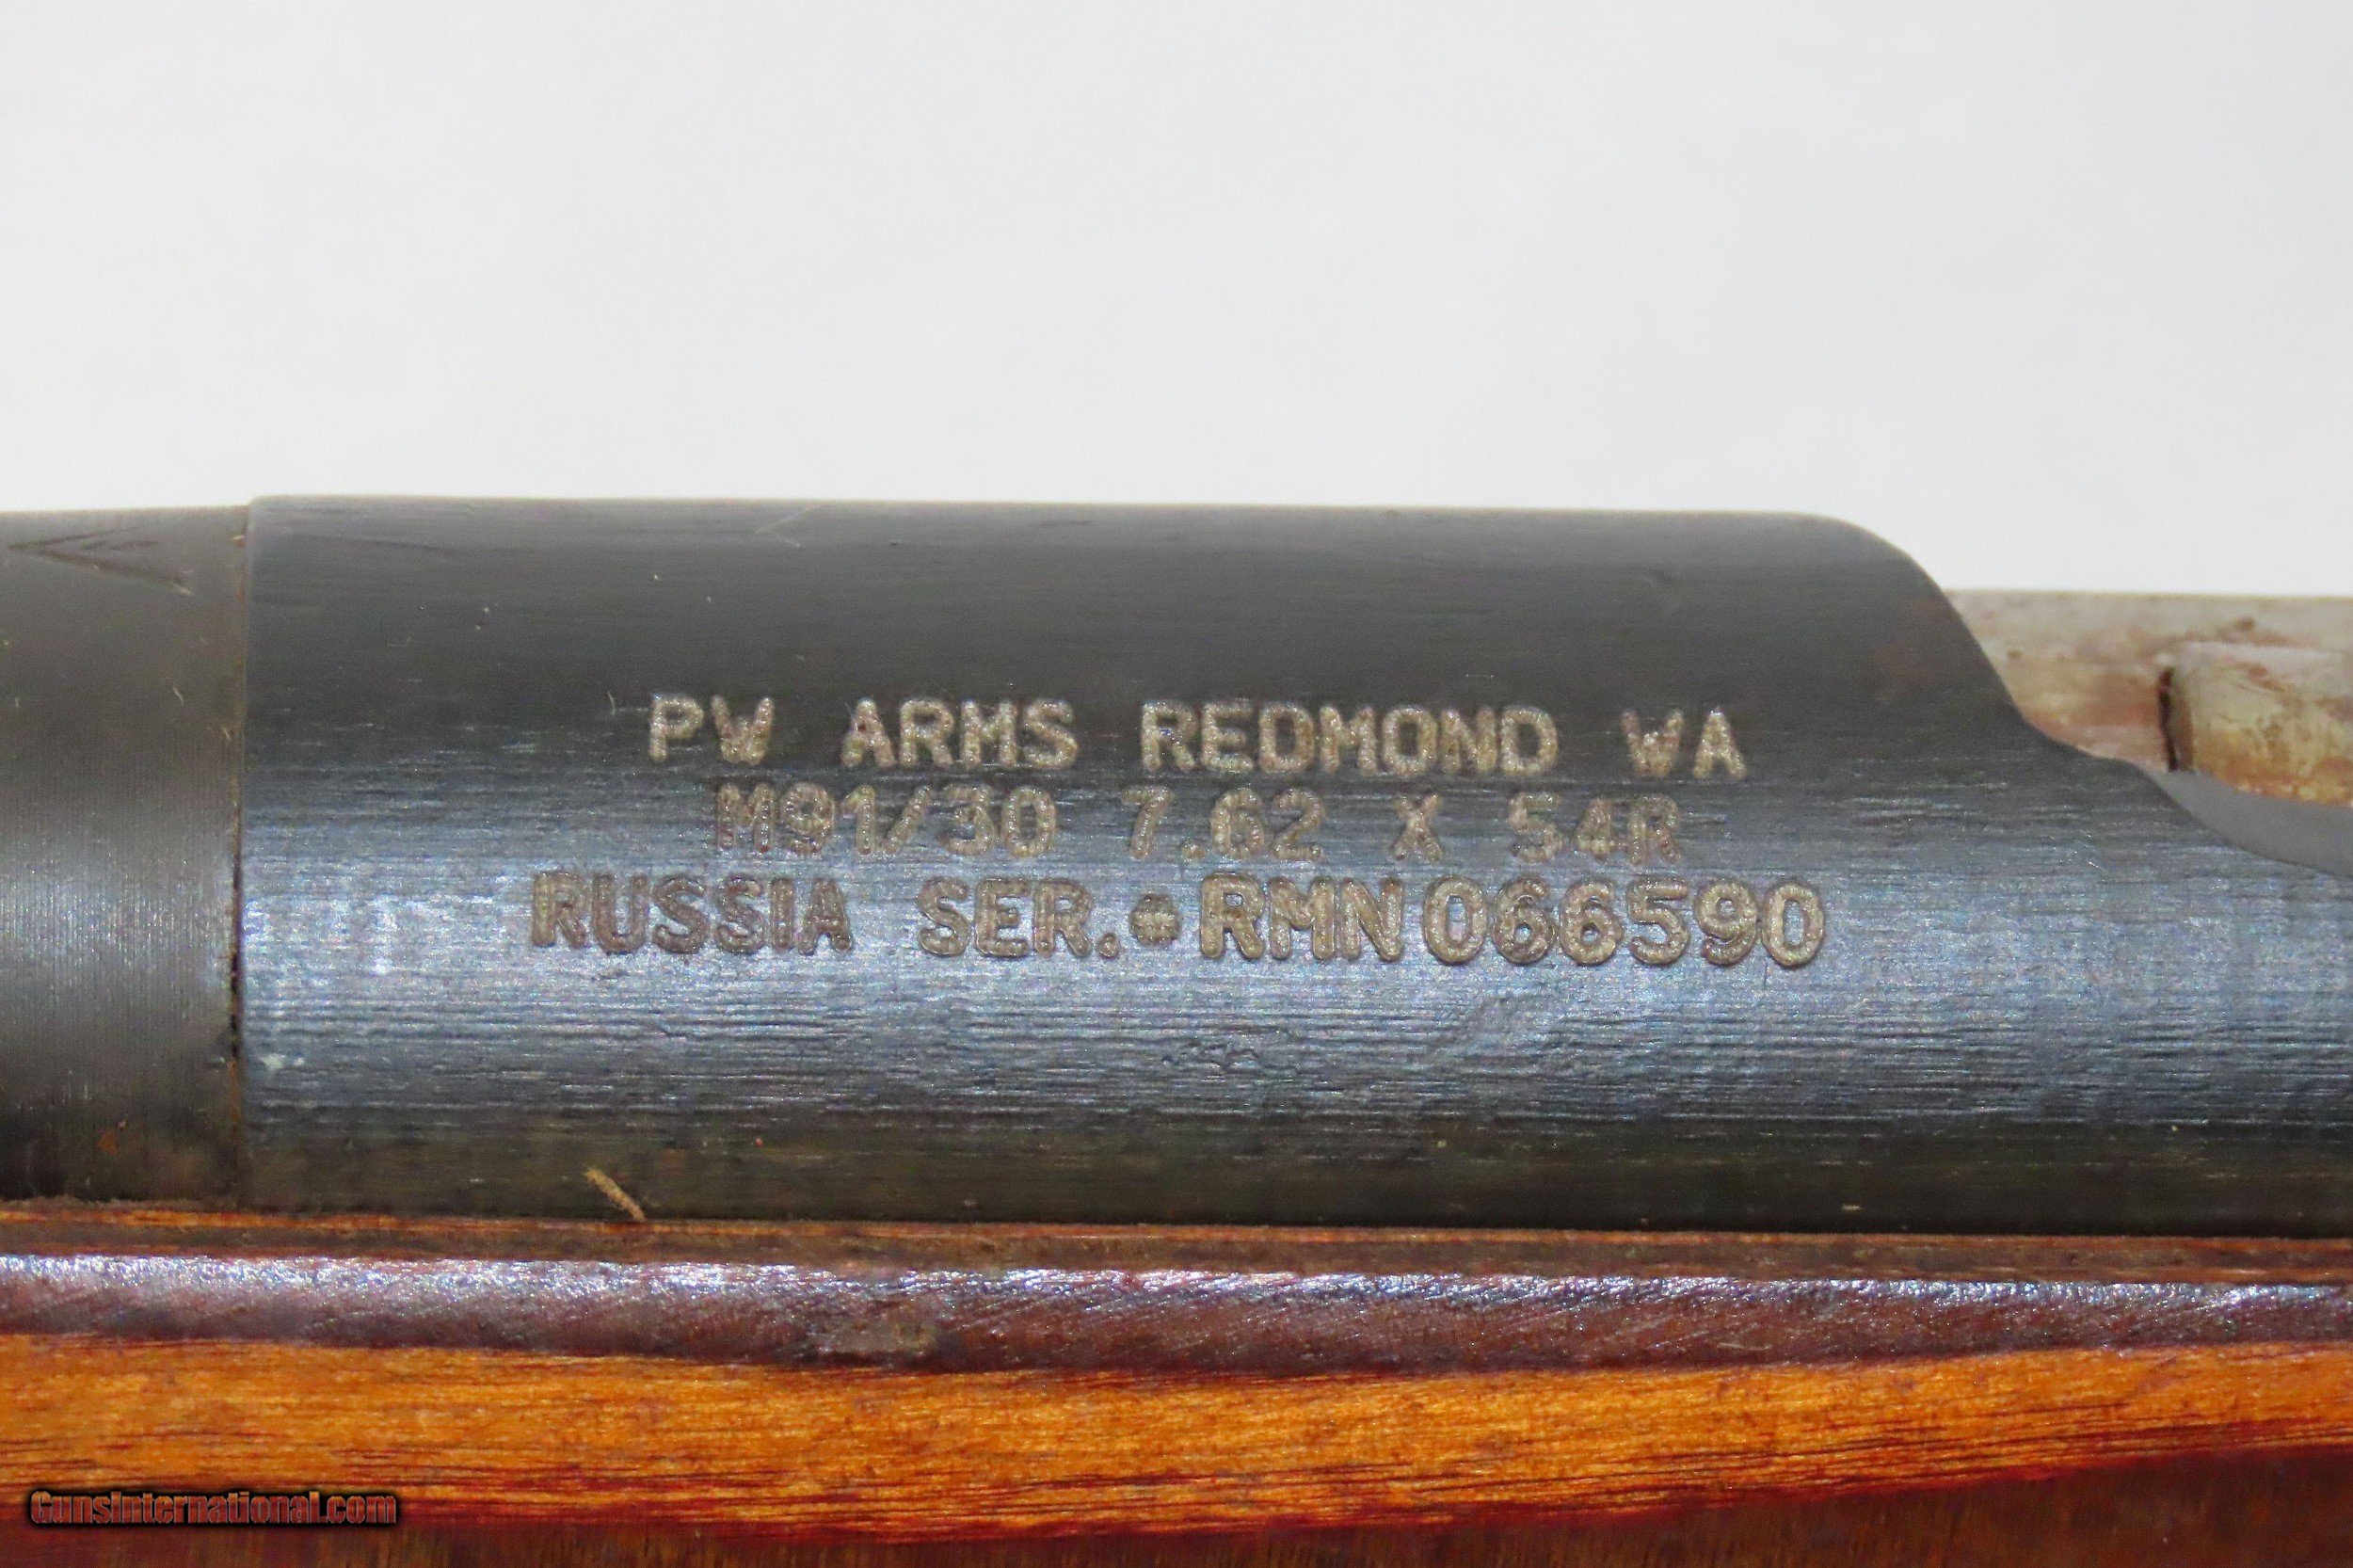 PW ARMS REDMOND WA
M91/30 7.62 X 54R
RUSSIA SER.#RMN066590
GunsInternational.com